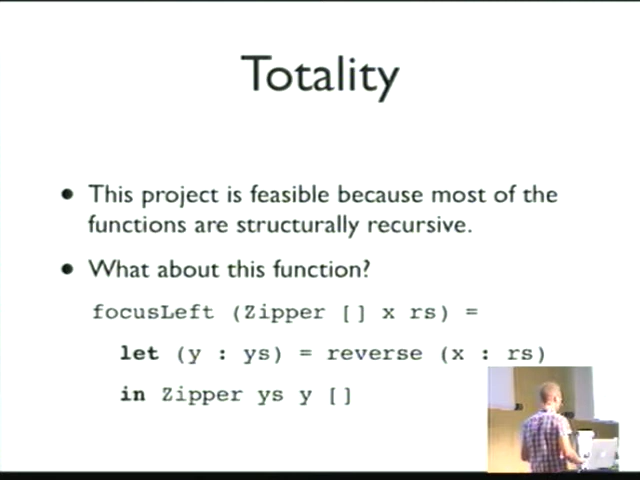 Totality
• This project is feasible because most of the
functions are structurally recursive.
• What about this function?
focusLeft (Zipper [] x rs) =
let (y : ys) = reverse (x : rs)
in Zipper ys y []